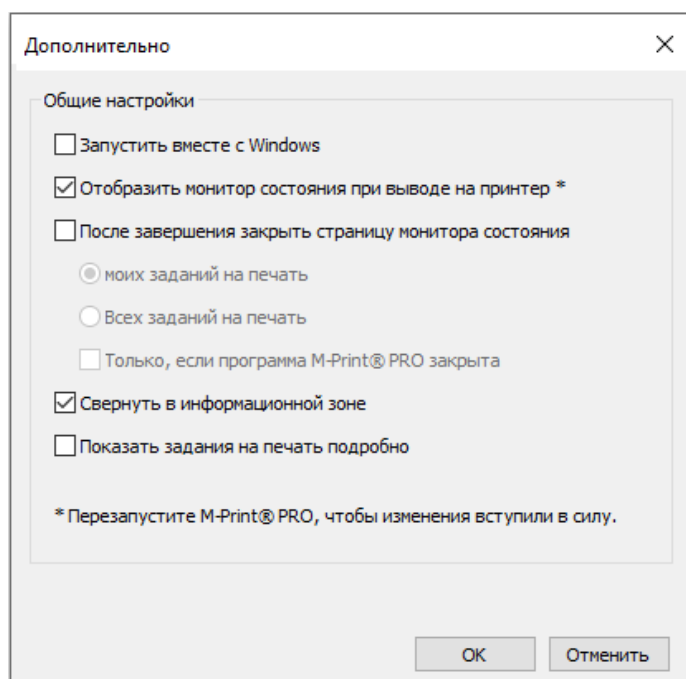 Дополнительно
Общие настройки
Запустить вместе с Windows
Отобразить монитор состояния при выводе на принтер *
После завершения закрыть страницу монитора состояния
моих заданий на печать
Всех заданий на печать
Только, если программа M-Print® PRO закрыта
Свернуть в информационной зоне
Показать задания на печать подробно
* Перезапустите M-Print® PRO, чтобы изменения вступили в силу.
OK Отменить